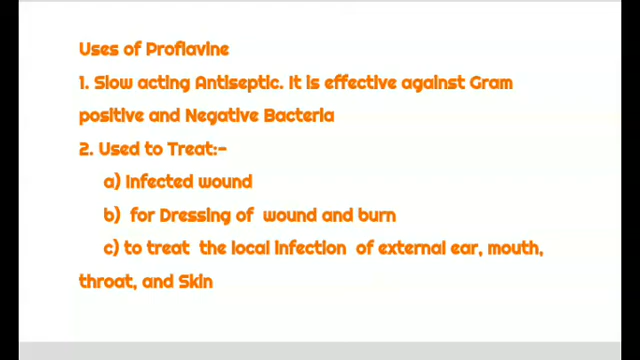 Uses of Proflavine
1. Slow acting Antiseptic. It is effective against Gram
positive and Negative Bacteria
2. Used to Treat:-
a) Infected wound
b) for Dressing of wound and burn
c) to treat the local infection of external ear, mouth,
throat, and Skin